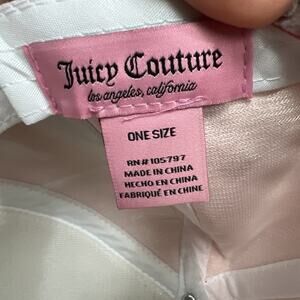 Juicy Couture
los angeles, california
ONE SIZE
RN# 105797
MADE IN CHINA
HECHO EN CHINA
FABRIQUÉ EN CHINE